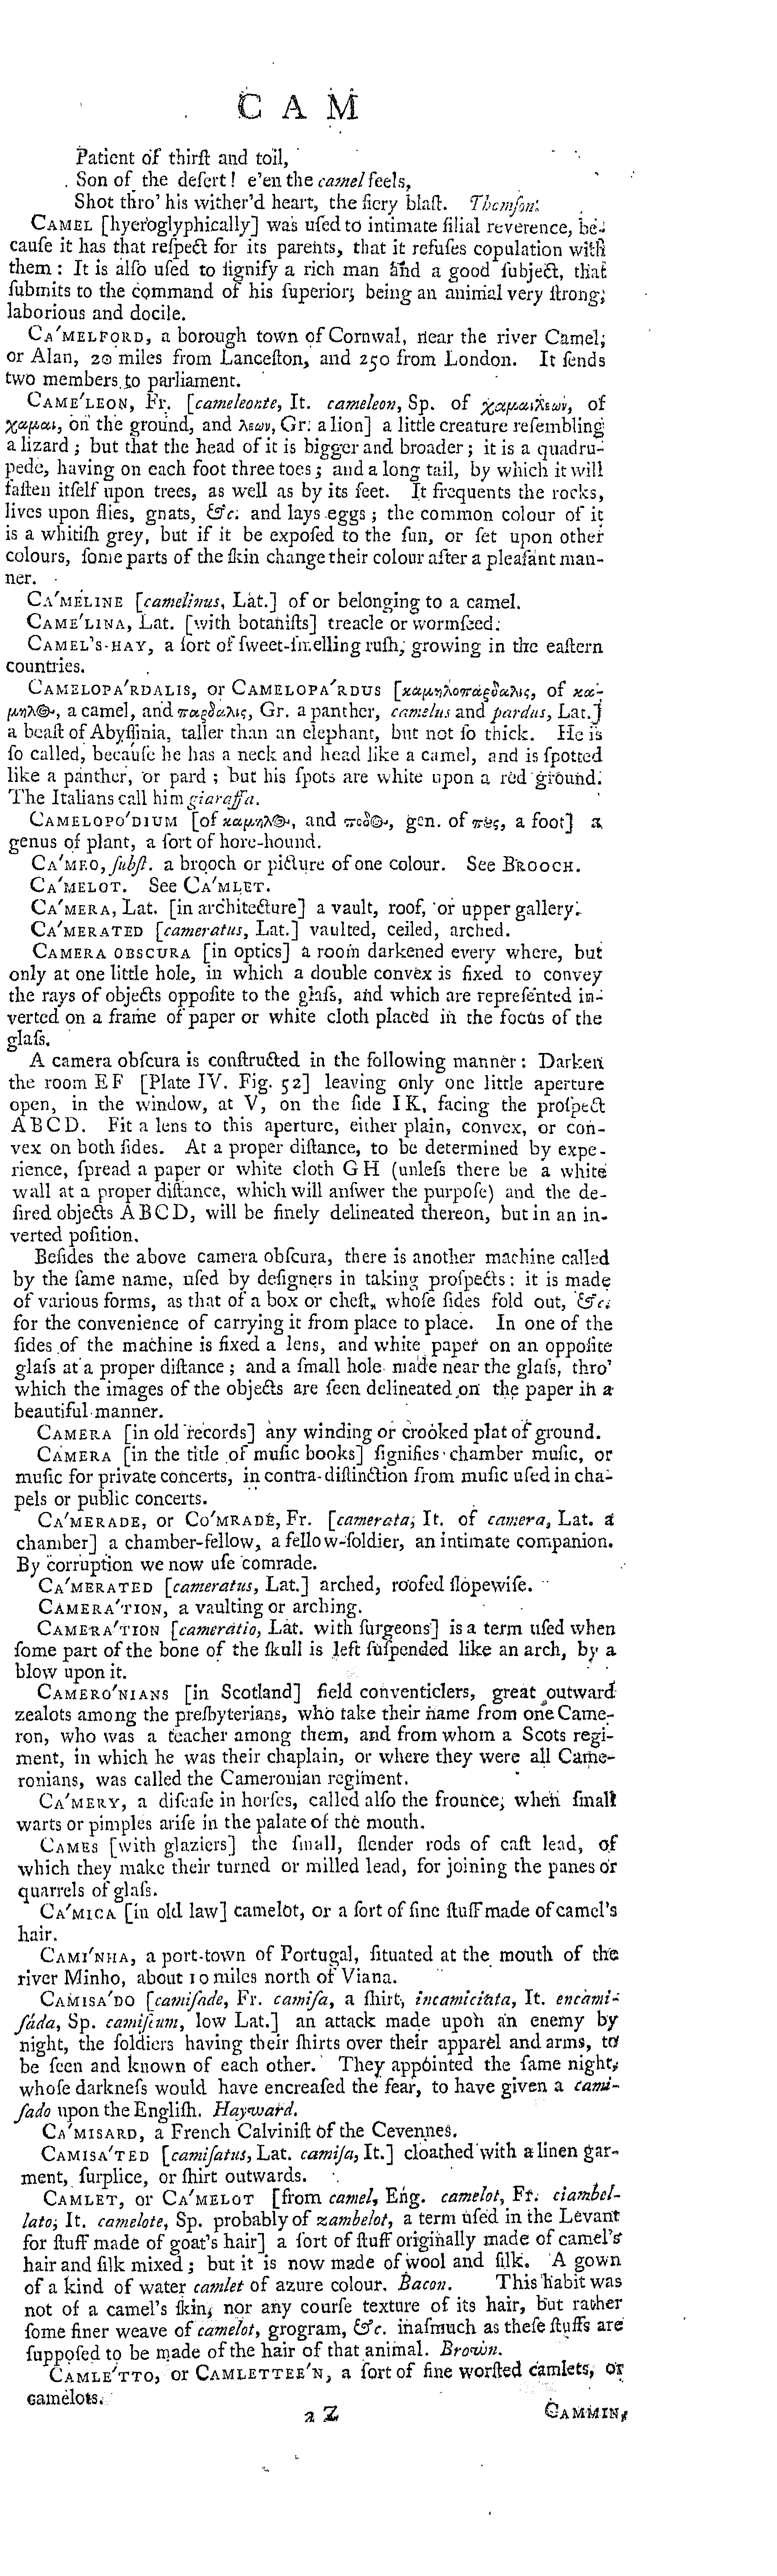 C A M
Patient of thirſt and toil,
Son of the deſert! e'en the camel feels,
Shot thro' his wither'd heart, the fiery blaſt. Thomſon.
CAMEL [hyeroglyphically] was uſed to intimate filial reverence, be-
cauſe it has that reſpect for its parents, that it refuſes copulation with
them: It is alſo uſed to ſignify a rich man and a good ſubject, that
ſubmits to the command of his ſuperior; being an animal very ſtrong;
laborious and docile.
CA'MELFORD, a borough town of Cornwal, near the river Camel;
or Alan, 20 miles from Lanceſton, and 250 from London. It ſends
two members to parliament.
CAME'LEON, Fr. [cameleonte, It. cameleon, Sp. of χαμαιλεων, of
χαμαι, on the ground, and λεων, Gr. a lion] a little creature reſembling
a lizard; but that the head of it is bigger and broader; it is a quadru-
pede, having on each foot three toes; and a long tail, by which it will
faſten itſelf upon trees, as well as by its feet. It frequents the rocks,
lives upon flies, gnats, &c. and lays eggs; the common colour of it
is a whitiſh grey, but if it be expoſed to the ſun, or ſet upon other
colours, ſome parts of the ſkin change their colour after a pleaſant man-
ner.
CA'MELINE [camelinus, Lat.] of or belonging to a camel.
CAME'LINA, Lat. [with botaniſts] treacle or wormſeed.
CAMEL'S-HAY, a ſort of ſweet-ſmelling ruſh, growing in the eaſtern
countries.
CAMELOPA'RDALIS, or CAMELOPA'RDUS [καμηλοπαρδαλις, of κα-
μηλος, a camel, and παρδαλις, Gr. a panther, camelus and pardus, Lat.]
a beaſt of Abyſſinia, taller than an elephant, but not ſo thick. He is
ſo called, becauſe he has a neck and head like a camel, and is ſpotted
like a panther, or pard; but his ſpots are white upon a red ground.
The Italians call him giaraffa.
CAMELOPO'DIUM [of καμηλος, and ποδος, gen. of πους, a foot] a
genus of plant, a ſort of hore-hound.
CA'MEO, ſubſt. a brooch or picture of one colour. See BROOCH.
CA'MELOT. See CA'MLET.
CA'MERA, Lat. [in architecture] a vault, roof, or upper gallery.
CA'MERATED [cameratus, Lat.] vaulted, ceiled, arched.
CAMERA OBSCURA [in optics] a room darkened every where, but
only at one little hole, in which a double convex is fixed to convey
the rays of objects oppoſite to the glaſs, and which are repreſented in-
verted on a frame of paper or white cloth placed in the focus of the
glaſs.
A camera obſcura is conſtructed in the following manner: Darken
the room E F [Plate IV. Fig. 52] leaving only one little aperture
open, in the window, at V, on the ſide I K, facing the proſpect
A B C D. Fit a lens to this aperture, either plain, convex, or con-
vex on both ſides. At a proper diſtance, to be determined by expe-
rience, ſpread a paper or white cloth G H (unleſs there be a white
wall at a proper diſtance, which will anſwer the purpoſe) and the de-
ſired objects A B C D, will be finely delineated thereon, but in an in-
verted poſition.
Beſides the above camera obſcura, there is another machine called
by the ſame name, uſed by deſigners in taking proſpects: it is made
of various forms, as that of a box or cheſt, whoſe ſides fold out, &c.
for the convenience of carrying it from place to place. In one of the
ſides of the machine is fixed a lens, and white paper on an oppoſite
glaſs at a proper diſtance; and a ſmall hole made near the glaſs, thro'
which the images of the objects are ſeen delineated on the paper in a
beautiful manner.
CAMERA [in old records] any winding or crooked plat of ground.
CAMERA [in the title of muſic books] ſignifies chamber muſic, or
muſic for private concerts, in contra-diſtinction from muſic uſed in cha-
pels or public concerts.
CA'MERADE, or CO'MRADE, Fr. [camerata, It. of camera, Lat. a
chamber] a chamber-fellow, a fellow-ſoldier, an intimate companion.
By corruption we now uſe comrade.
CA'MERATED [cameratus, Lat.] arched, roofed ſlopewiſe.
CAMERA'TION, a vaulting or arching.
CAMERA'TION [cameratio, Lat. with ſurgeons] is a term uſed when
ſome part of the bone of the ſkull is left ſuſpended like an arch, by a
blow upon it.
CAMERO'NIANS [in Scotland] field conventiclers, great outward
zealots among the preſbyterians, who take their name from one Came-
ron, who was a teacher among them, and from whom a Scots regi-
ment, in which he was their chaplain, or where they were all Came-
ronians, was called the Cameronian regiment.
CA'MERY, a diſeaſe in horſes, called alſo the frounce; when ſmall
warts or pimples ariſe in the palate of the mouth.
CAMES [with glaziers] the ſmall, ſlender rods of caſt lead, of
which they make their turned or milled lead, for joining the panes or
quarrels of glaſs.
CA'MICA [in old law] camelot, or a ſort of fine ſtuff made of camel's
hair.
CAMI'NHA, a port-town of Portugal, ſituated at the mouth of the
river Minho, about 10 miles north of Viana.
CAMISA'DO [camiſade, Fr. camiſa, a ſhirt, incamiciata, It. encami-
ſáda, Sp. camiſium, low Lat.] an attack made upon an enemy by
night, the ſoldiers having their ſhirts over their apparel and arms, to
be ſeen and known of each other. They appointed the ſame night,
whoſe darkneſs would have encreaſed the fear, to have given a cami-
ſado upon the Engliſh. Hayward.
CA'MISARD, a French Calviniſt of the Cevennes.
CAMISA'TED [camiſatus, Lat. camiſa, It.] cloathed with a linen gar-
ment, ſurplice, or ſhirt outwards.
CAMLET, or CA'MELOT [from camel, Eng. camelot, Fr. ciambel-
lato; It. camelote, Sp. probably of zambelot, a term uſed in the Levant
for ſtuff made of goat's hair] a ſort of ſtuff originally made of camel's
hair and ſilk mixed; but it is now made of wool and ſilk. A gown
of a kind of water camlet of azure colour. Bacon. This habit was
not of a camel's ſkin, nor any courſe texture of its hair, but rather
ſome finer weave of camelot, grogram, &c. inaſmuch as theſe ſtuffs are
ſuppoſed to be made of the hair of that animal. Brown.
CAMLE'TTO, or CAMLETTEE'N, a ſort of fine worſted camlets, or
camelots.
2 Z
CAMMIN,